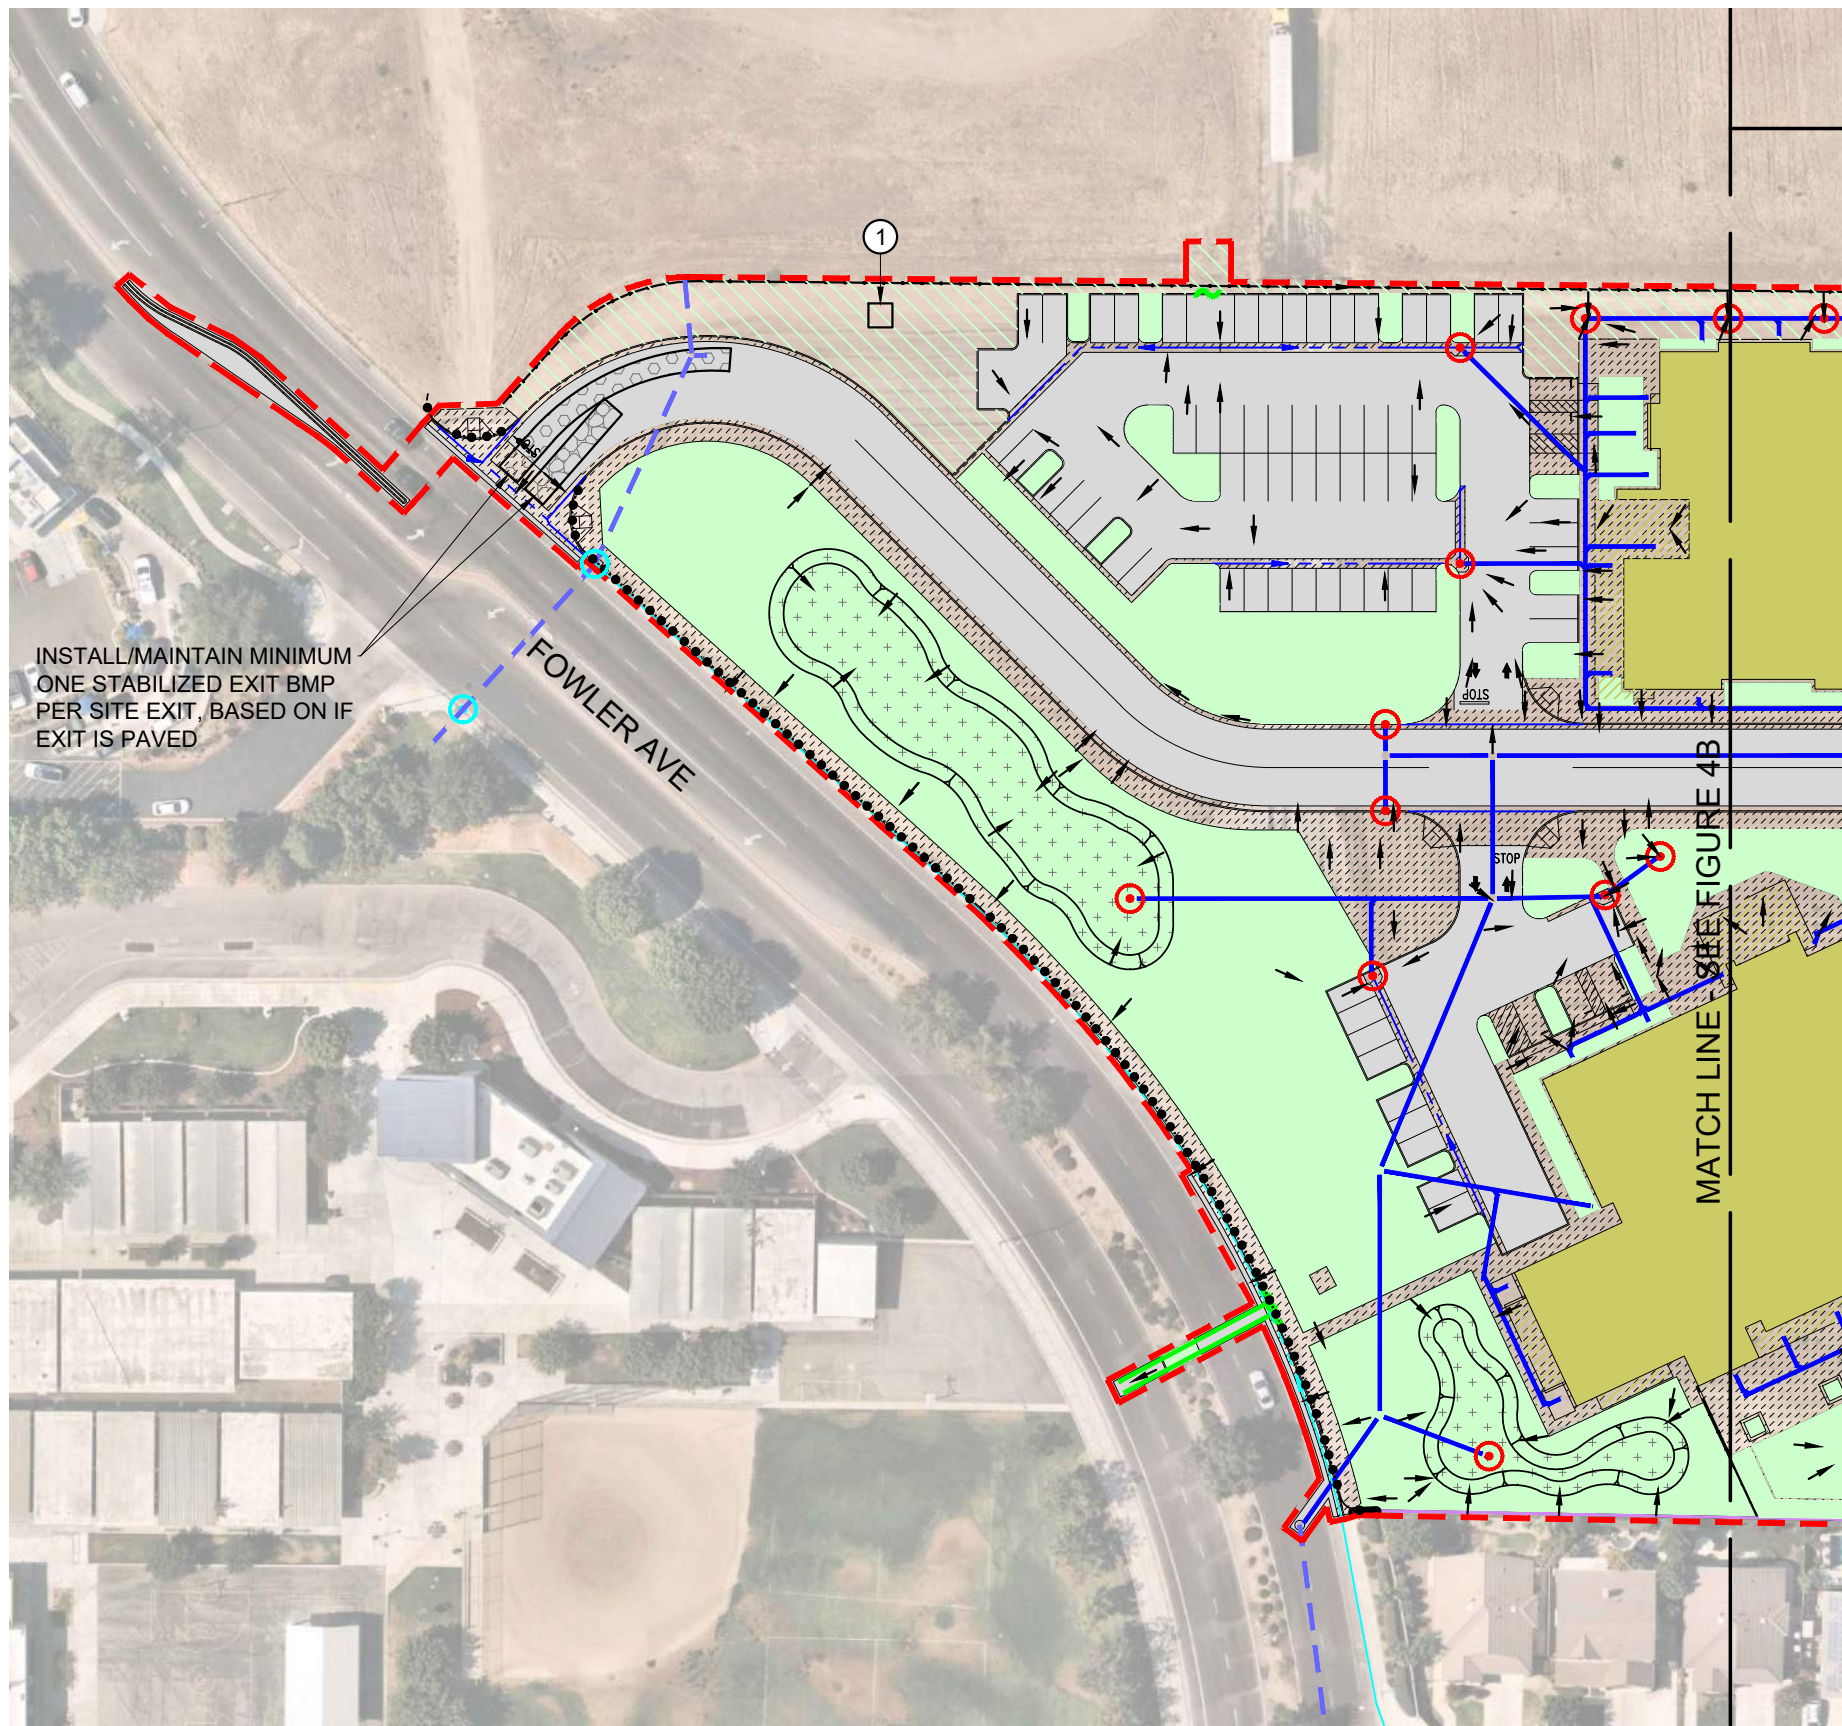 1
STOP
INSTALL/MAINTAIN MINIMUM
ONE STABILIZED EXIT BMP
PER SITE EXIT, BASED ON IF
EXIT IS PAVED
FOWLER AVE
STOP
STOP
MATCH LINE - SEE FIGURE 4B